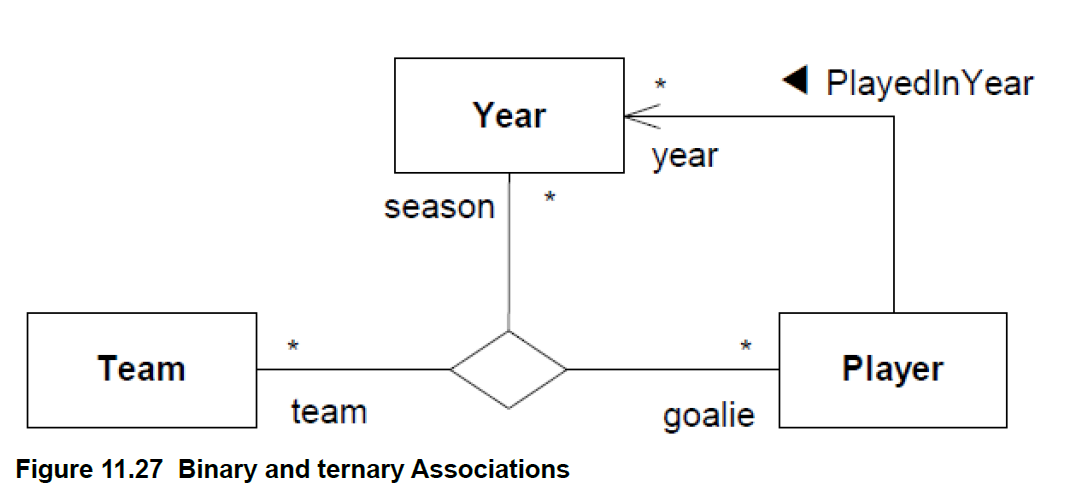 * ◀ PlayedInYear
Year
year
season *
* *
Team Player
team goalie
Figure 11.27 Binary and ternary Associations